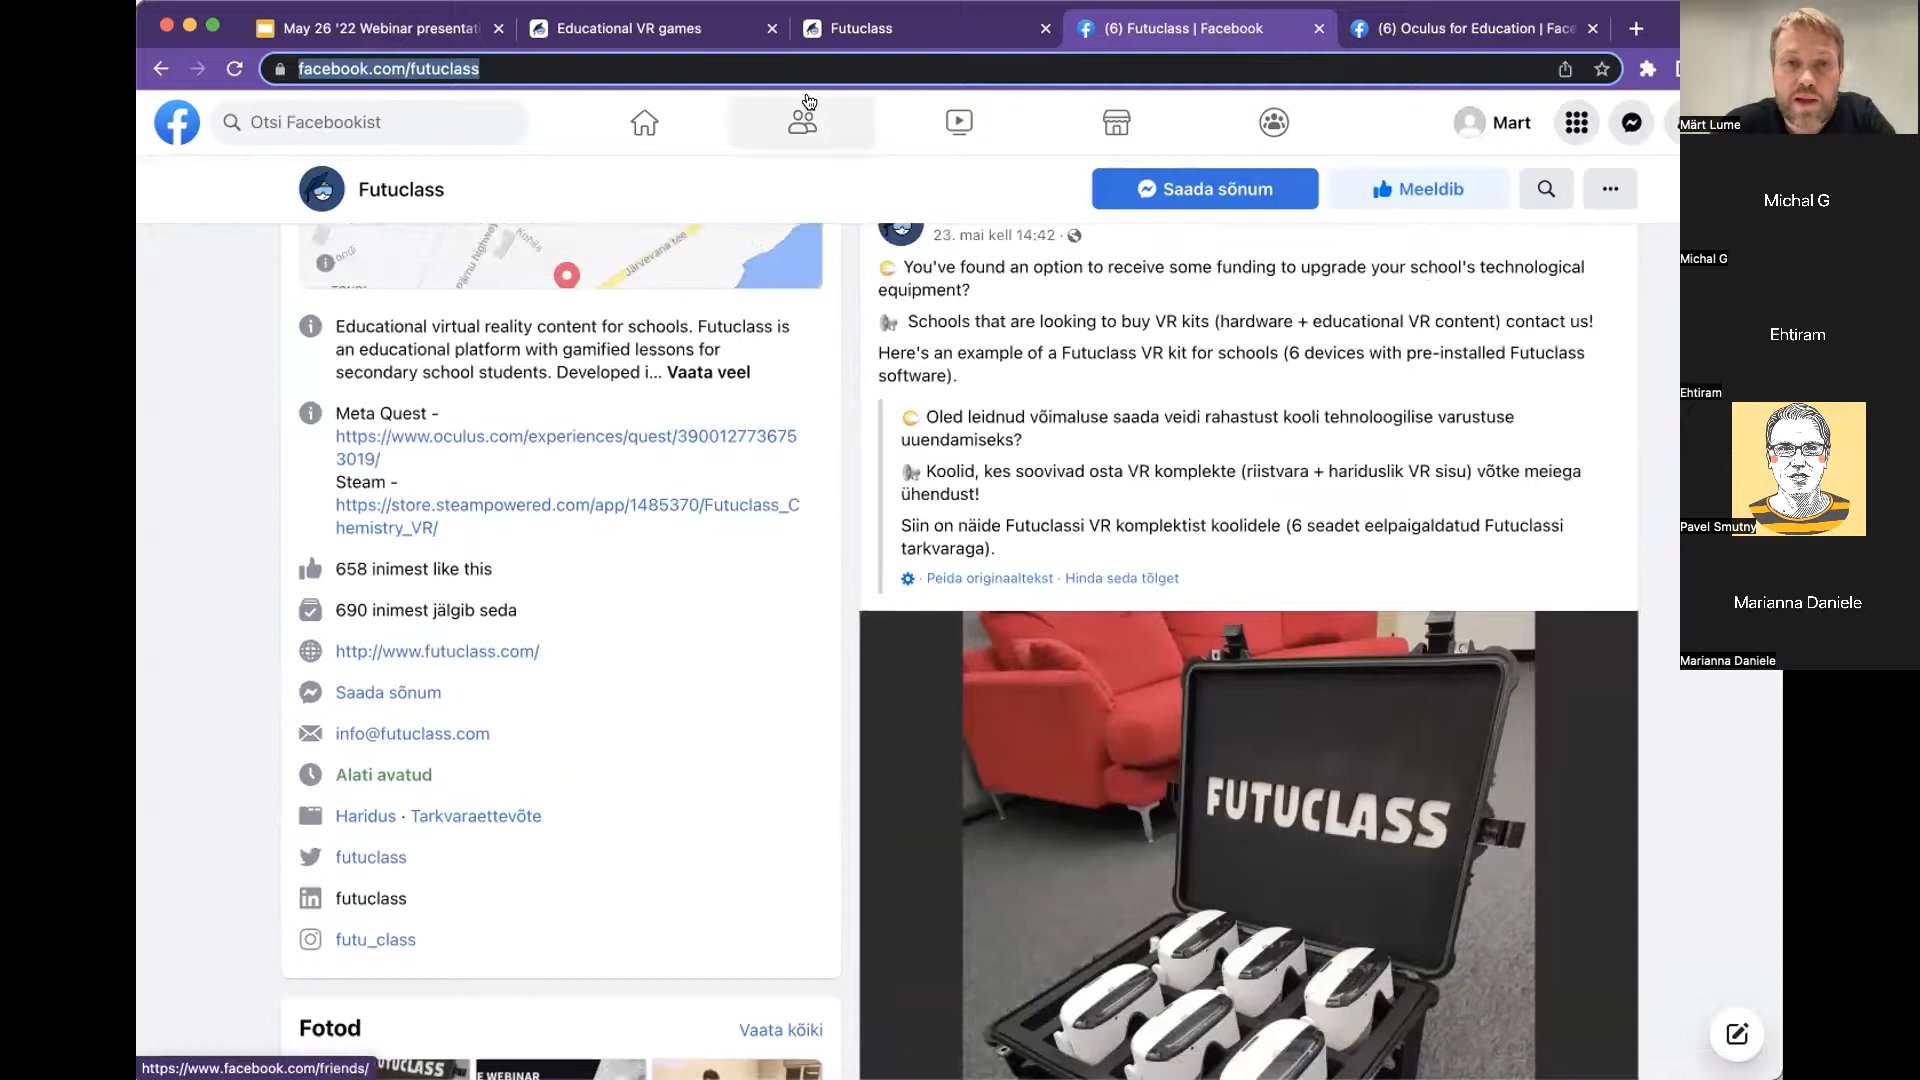 May 26 '22 Webinar presentati
Educational VR games
Futuclass
(6) Futuclass | Facebook
(6) Oculus for Education | Face
facebook.com/futuclass
Otsi Facebookist
Mart
Futuclass
Saada sõnum
Meeldib
Järvevana tee
Educational virtual reality content for schools. Futuclass is
an educational platform with gamified lessons for
secondary school students. Developed i... Vaata veel
Meta Quest -
https://www.oculus.com/experiences/quest/390012773675
3019/
Steam -
https://store.steampowered.com/app/1485370/Futuclass_C
hemistry_VR/
658 inimest like this
690 inimest jälgib seda
http://www.futuclass.com/
Saada sõnum
info@futuclass.com
Alati avatud
Haridus · Tarkvaraettevõte
futuclass
futuclass
futu_class
Fotod
Vaata kõiki
E WEBINAR
https://www.facebook.com/friends/
23. mai kell 14:42 ·
You've found an option to receive some funding to upgrade your school's technological
equipment?
Schools that are looking to buy VR kits (hardware + educational VR content) contact us!
Here's an example of a Futuclass VR kit for schools (6 devices with pre-installed Futuclass
software).
Oled leidnud võimaluse saada veidi rahastust kooli tehnoloogilise varustuse
uuendamiseks?
Koolid, kes soovivad osta VR komplekte (riistvara + hariduslik VR sisu) võtke meiega
ühendust!
Siin on näide Futuclassi VR komplektist koolidele (6 seadet eelpaigaldatud Futuclassi
tarkvaraga).
· Peida originaaltekst · Hinda seda tõlget
FUTUCLASS
Märt Lume
Michal G
Michal G
Ehtiram
Ehtiram
Pavel Smutny
Marianna Daniele
Marianna Daniele